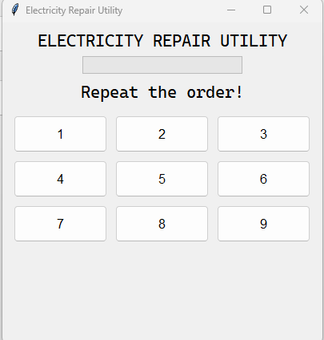 Electricity Repair Utility
ELECTRICITY REPAIR UTILITY
Repeat the order!
1 2 3
4 5 6
7 8 9